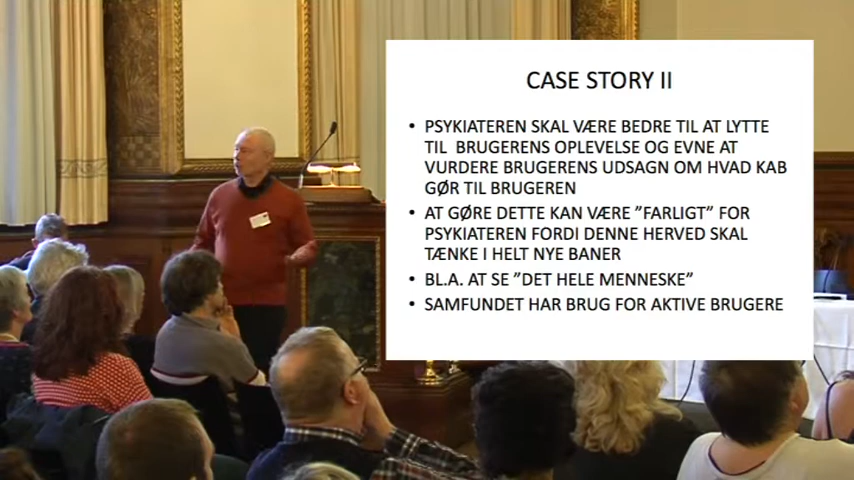 CASE STORY II
• PSYKIATEREN SKAL VÆRE BEDRE TIL AT LYTTE
TIL BRUGERENS OPLEVELSE OG EVNE AT
VURDERE BRUGERENS UDSAGN OM HVAD KAB
GØR TIL BRUGEREN
• AT GØRE DETTE KAN VÆRE ”FARLIGT” FOR
PSYKIATEREN FORDI DENNE HERVED SKAL
TÆNKE I HELT NYE BANER
• BL.A. AT SE ”DET HELE MENNESKE”
• SAMFUNDET HAR BRUG FOR AKTIVE BRUGERE